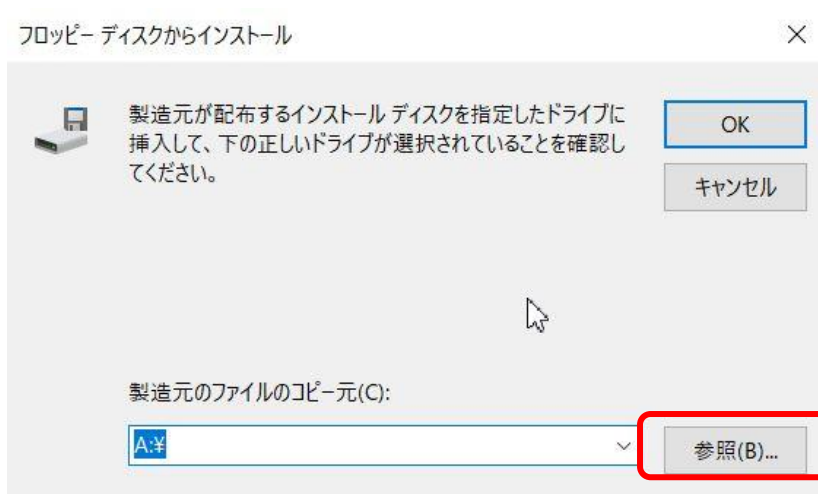 フロッピー ディスクからインストール
製造元が配布するインストール ディスクを指定したドライブに
挿入して、下の正しいドライブが選択されていることを確認し
てください。
OK
キャンセル
製造元のファイルのコピー元(C):
A:¥
参照(B)...